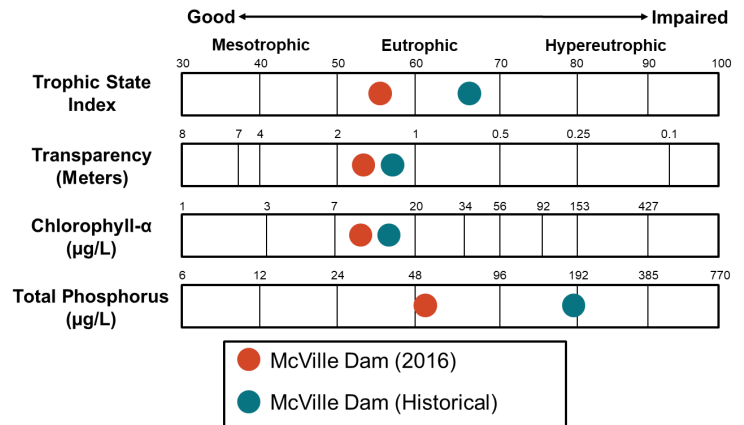 Good Impaired
Mesotrophic Eutrophic Hypereutrophic
30 40 50 60 70 80 90 100
Trophic State
Index
8 7 4 2 1 0.5 0.25 0.1
Transparency
(Meters)
1 3 7 20 34 56 92 153 427
Chlorophyll-α
(µg/L)
6 12 24 48 96 192 385 770
Total Phosphorus
(µg/L)
McVille Dam (2016)
McVille Dam (Historical)